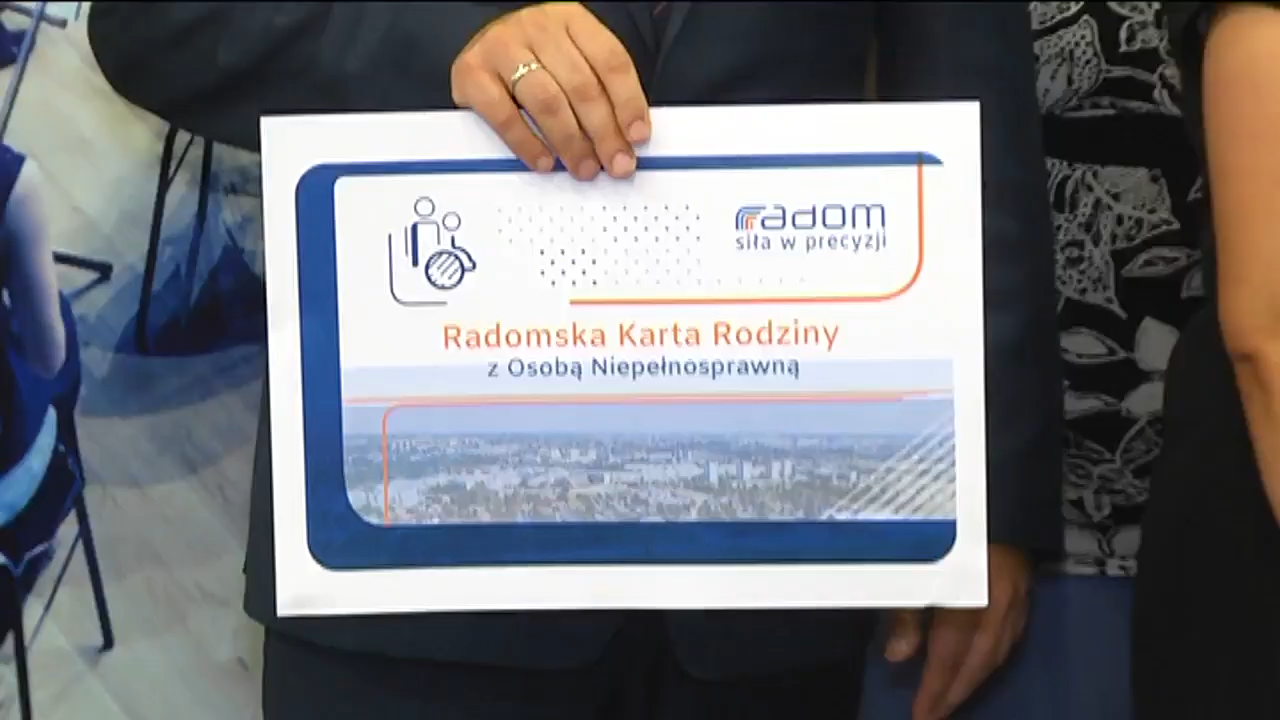 radom
siła w precyzji
Radomska Karta Rodziny
z Osobą Niepełnosprawną